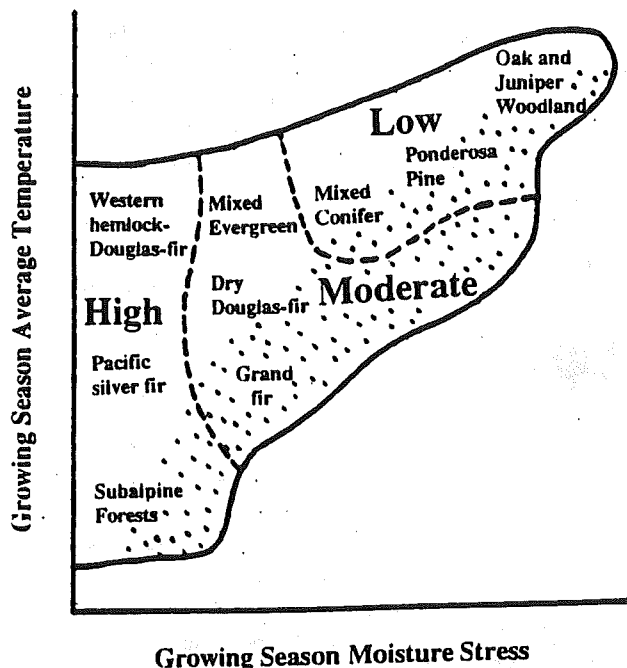 Growing Season Average Temperature
Oak and
Juniper
Woodland
Low
Ponderosa
Pine
Mixed
Conifer
Western
hemlock-
Douglas-fir
Mixed
Evergreen
High
Dry
Douglas-fir
Moderate
Pacific
silver fir
Grand
fir
Subalpine
Forests
Growing Season Moisture Stress